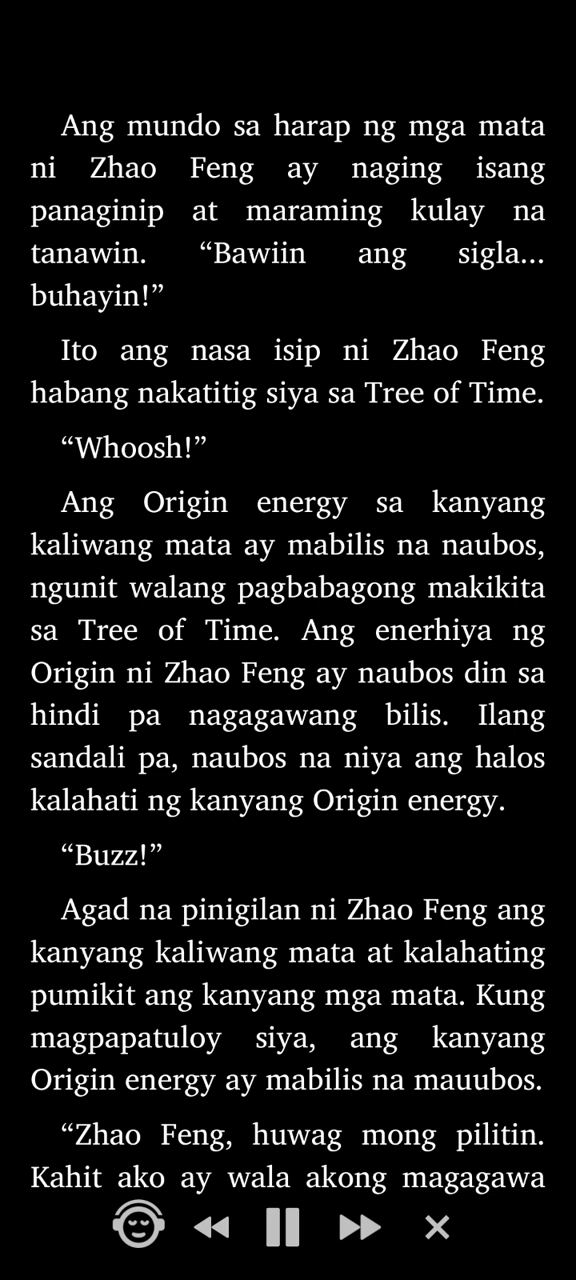 Ang mundo sa harap ng mga mata
ni Zhao Feng ay naging isang
panaginip at maraming kulay na
tanawin. “Bawiin ang sigla...
buhayin!”
Ito ang nasa isip ni Zhao Feng
habang nakatitig siya sa Tree of Time.
“Whoosh!”
Ang Origin energy sa kanyang
kaliwang mata ay mabilis na naubos,
ngunit walang pagbabagong makikita
sa Tree of Time. Ang enerhiya ng
Origin ni Zhao Feng ay naubos din sa
hindi pa nagagawang bilis. Ilang
sandali pa, naubos na niya ang halos
kalahati ng kanyang Origin energy.
“Buzz!”
Agad na pinigilan ni Zhao Feng ang
kanyang kaliwang mata at kalahating
pumikit ang kanyang mga mata. Kung
magpapatuloy siya, ang kanyang
Origin energy ay mabilis na mauubos.
“Zhao Feng, huwag mong pilitin.
Kahit ako ay wala akong magagawa